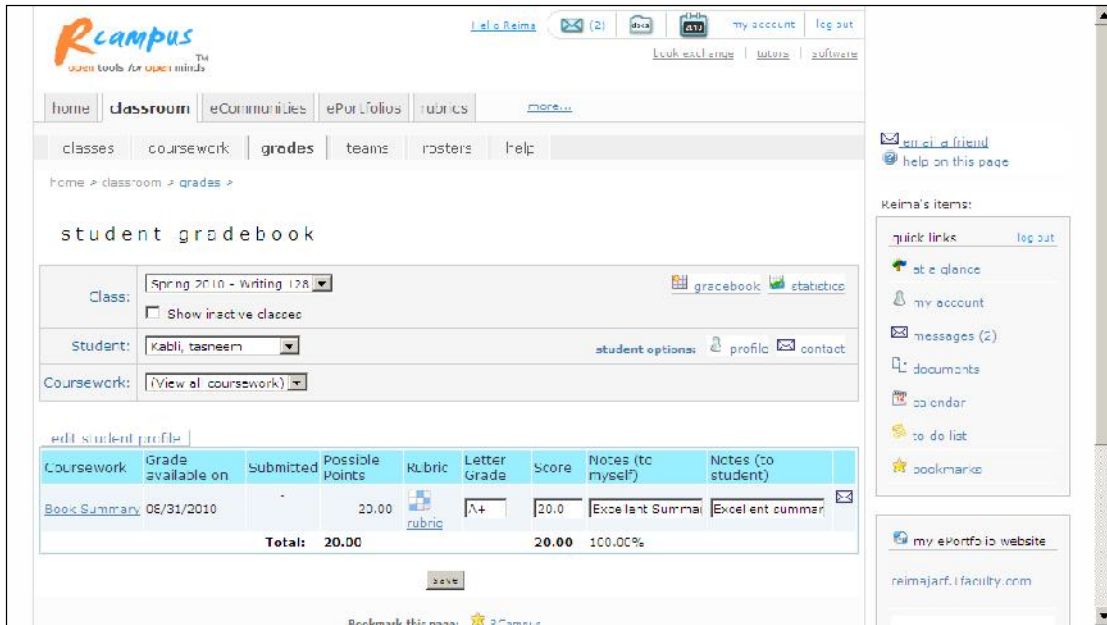 Rcampus TM
open tools for open minds
Hello Reima (2) docs my account log out
book exchange | tutors | software
home classroom eCommunities ePortfolios rubrics more...
classes coursework grades teams rosters help
home > classroom > grades >
email a friend
help on this page
student gradebook
Class: Spring 2010 - Writing 128
gradebook statistics
Show inactive classes
Student: Kabli, tasneem
student options: profile contact
Coursework: (View all coursework)
edit student profile
Coursework Grade available on Submitted Possible Points Rubric Letter Grade Score Notes (to myself) Notes (to student)
Book Summary 08/31/2010 - 20.00 rubric A+ 20.0 Excellent Summar Excellent summar
Total: 20.00 20.00 100.00%
save
Bookmark this page: RCampus
Reima's items:
quick links log out
at a glance
my account
messages (2)
documents
calendar
to do list
bookmarks
my ePortfolio website
reimajarf.ifaculty.com